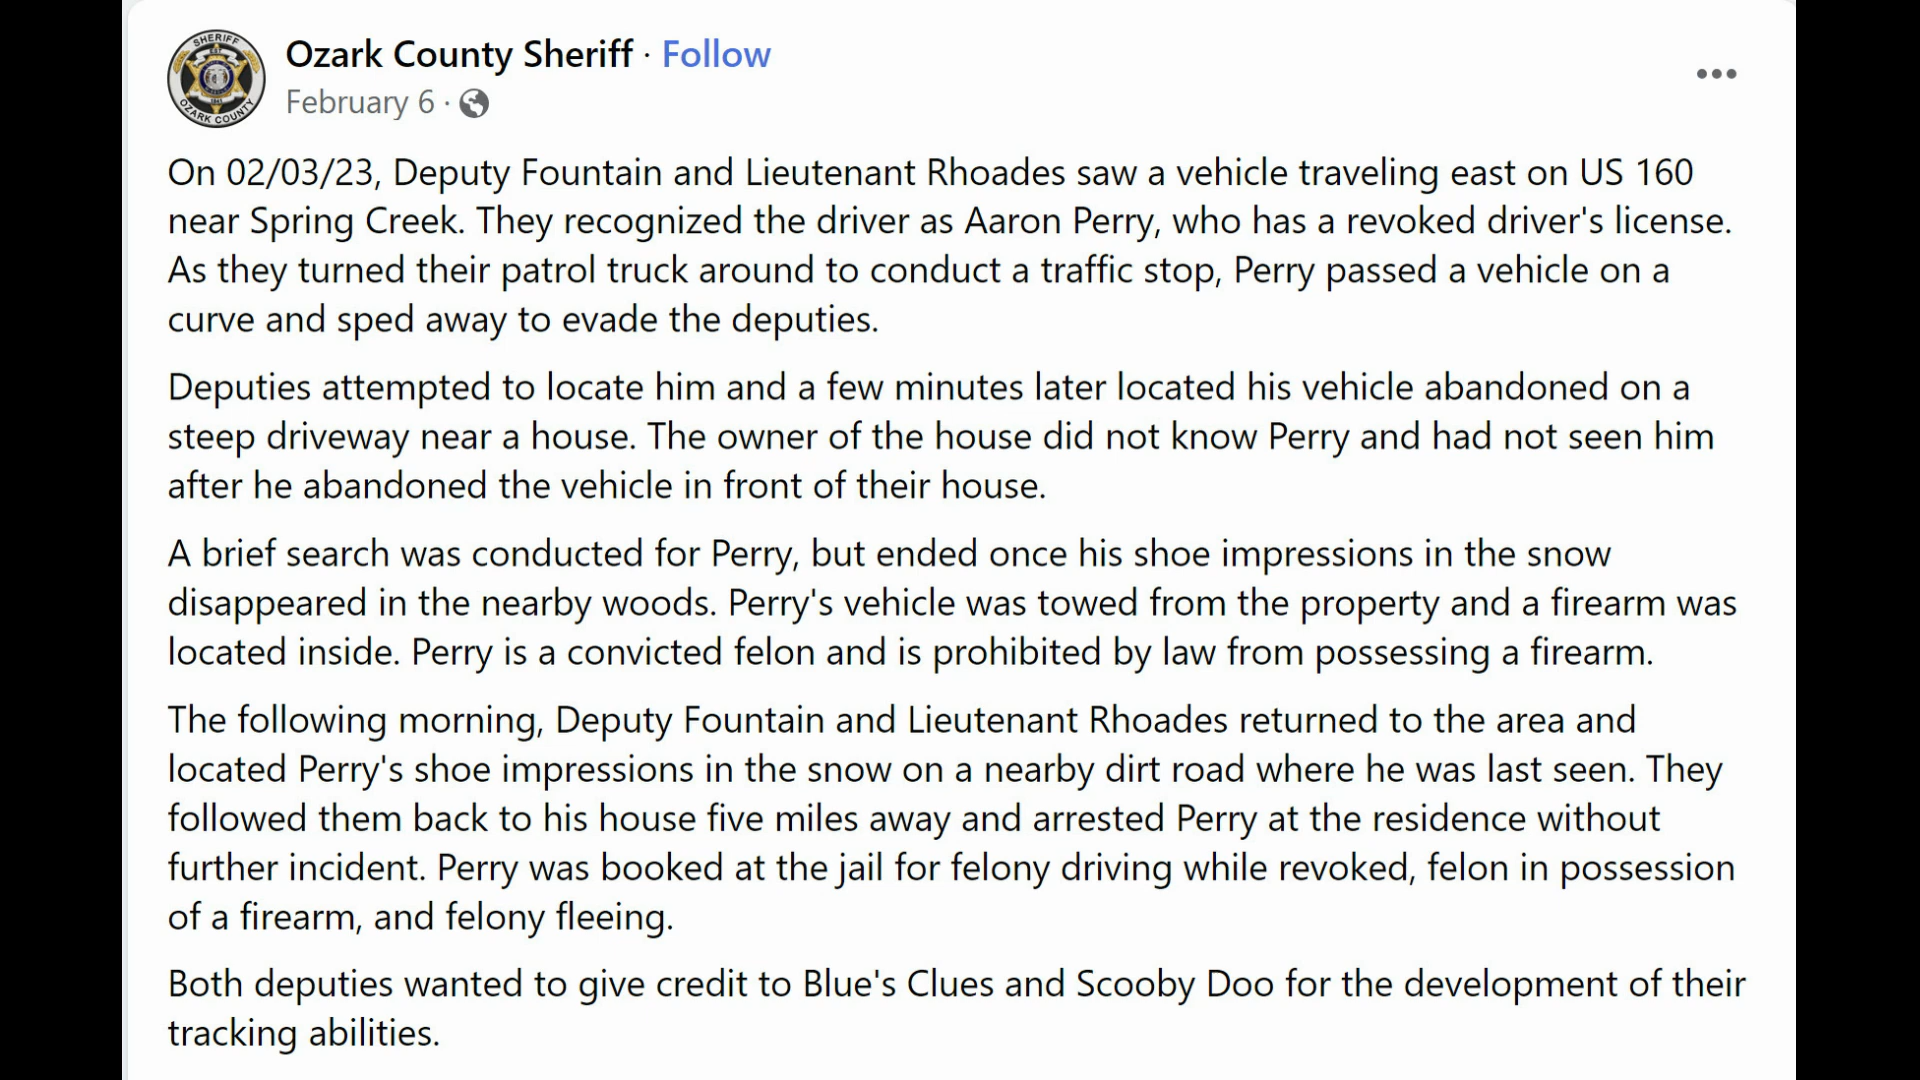 Ozark County Sheriff · Follow
February 6 ·
On 02/03/23, Deputy Fountain and Lieutenant Rhoades saw a vehicle traveling east on US 160
near Spring Creek. They recognized the driver as Aaron Perry, who has a revoked driver's license.
As they turned their patrol truck around to conduct a traffic stop, Perry passed a vehicle on a
curve and sped away to evade the deputies.
Deputies attempted to locate him and a few minutes later located his vehicle abandoned on a
steep driveway near a house. The owner of the house did not know Perry and had not seen him
after he abandoned the vehicle in front of their house.
A brief search was conducted for Perry, but ended once his shoe impressions in the snow
disappeared in the nearby woods. Perry's vehicle was towed from the property and a firearm was
located inside. Perry is a convicted felon and is prohibited by law from possessing a firearm.
The following morning, Deputy Fountain and Lieutenant Rhoades returned to the area and
located Perry's shoe impressions in the snow on a nearby dirt road where he was last seen. They
followed them back to his house five miles away and arrested Perry at the residence without
further incident. Perry was booked at the jail for felony driving while revoked, felon in possession
of a firearm, and felony fleeing.
Both deputies wanted to give credit to Blue's Clues and Scooby Doo for the development of their
tracking abilities.
SHERIFF
OZARK COUNTY